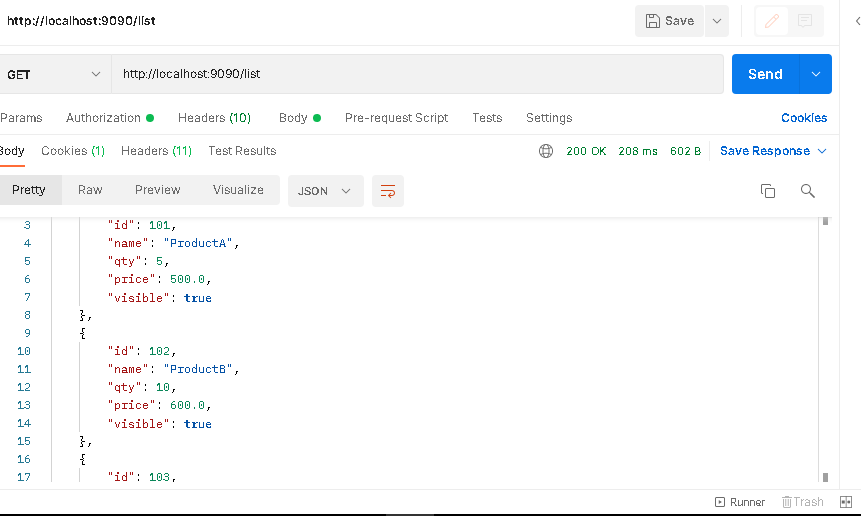 http://localhost:9090/list
Save
GET
http://localhost:9090/list
Send
Params Authorization Headers (10) Body Pre-request Script Tests Settings Cookies
Body Cookies (1) Headers (11) Test Results 200 OK 208 ms 602 B Save Response
Pretty Raw Preview Visualize JSON
3 "id": 101,
4 "name": "ProductA",
5 "qty": 5,
6 "price": 500.0,
7 "visible": true
8 },
9 {
10 "id": 102,
11 "name": "ProductB",
12 "qty": 10,
13 "price": 600.0,
14 "visible": true
15 },
16 {
17 "id": 103,
Runner Trash